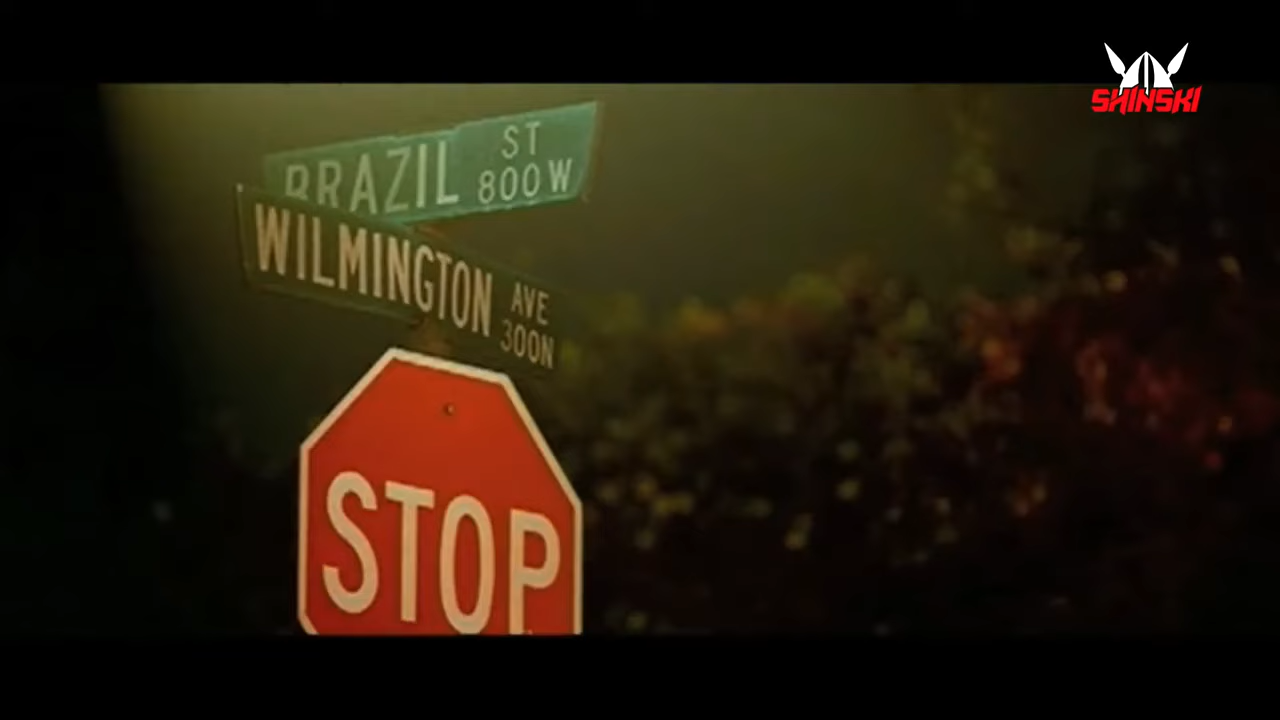 SHINSKI
BRAZIL ST
800 W
WILMINGTON AVE
300N
STOP